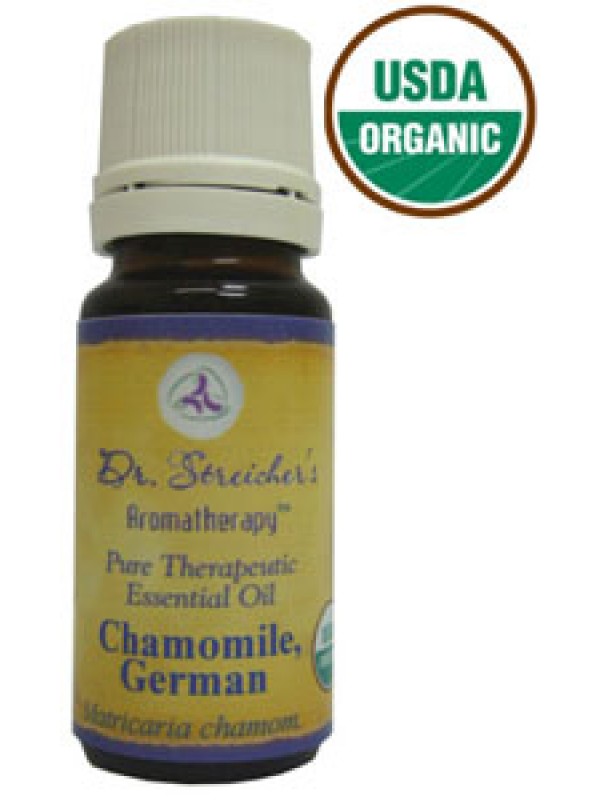 USDA
ORGANIC
Dr. Streicher's
Aromatherapy™
Pure Therapeutic
Essential Oil
Chamomile,
German
Matricaria chamom.